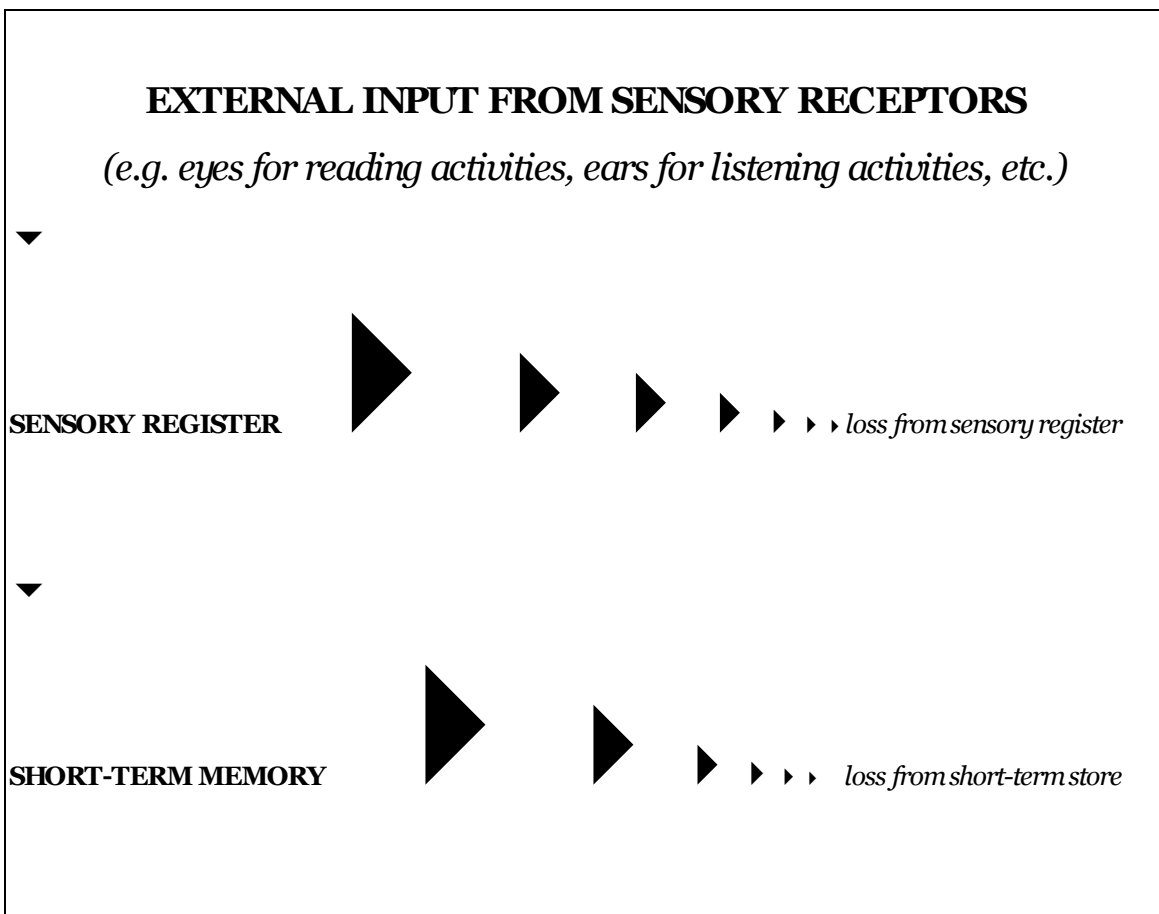 EXTERNAL INPUT FROM SENSORY RECEPTORS
(e.g. eyes for reading activities, ears for listening activities, etc.)
SENSORY REGISTER loss from sensory register
SHORT-TERM MEMORY loss from short-term store